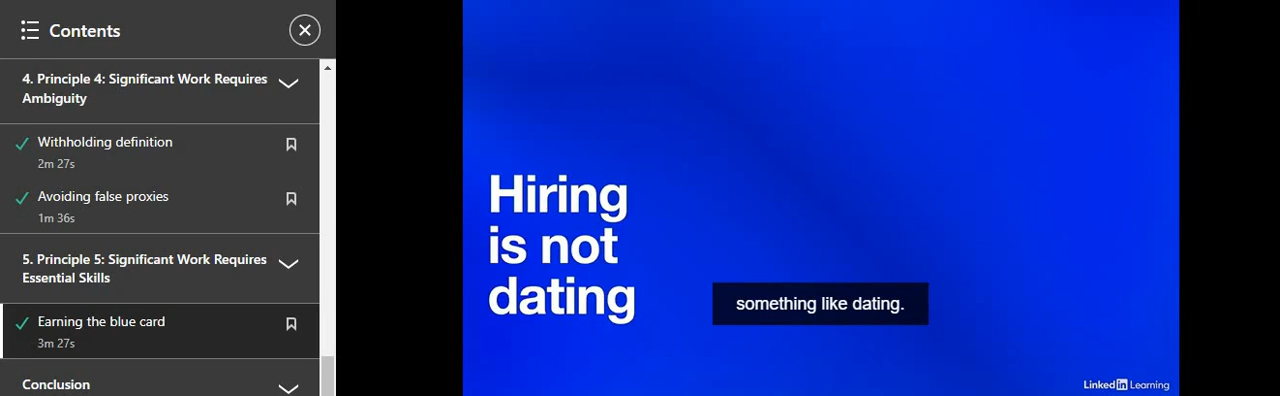 Contents
4. Principle 4: Significant Work Requires
Ambiguity
Withholding definition
2m 27s
Avoiding false proxies
1m 36s
5. Principle 5: Significant Work Requires
Essential Skills
Earning the blue card
3m 27s
Conclusion
Hiring
is not
dating
something like dating.
Linked in Learning